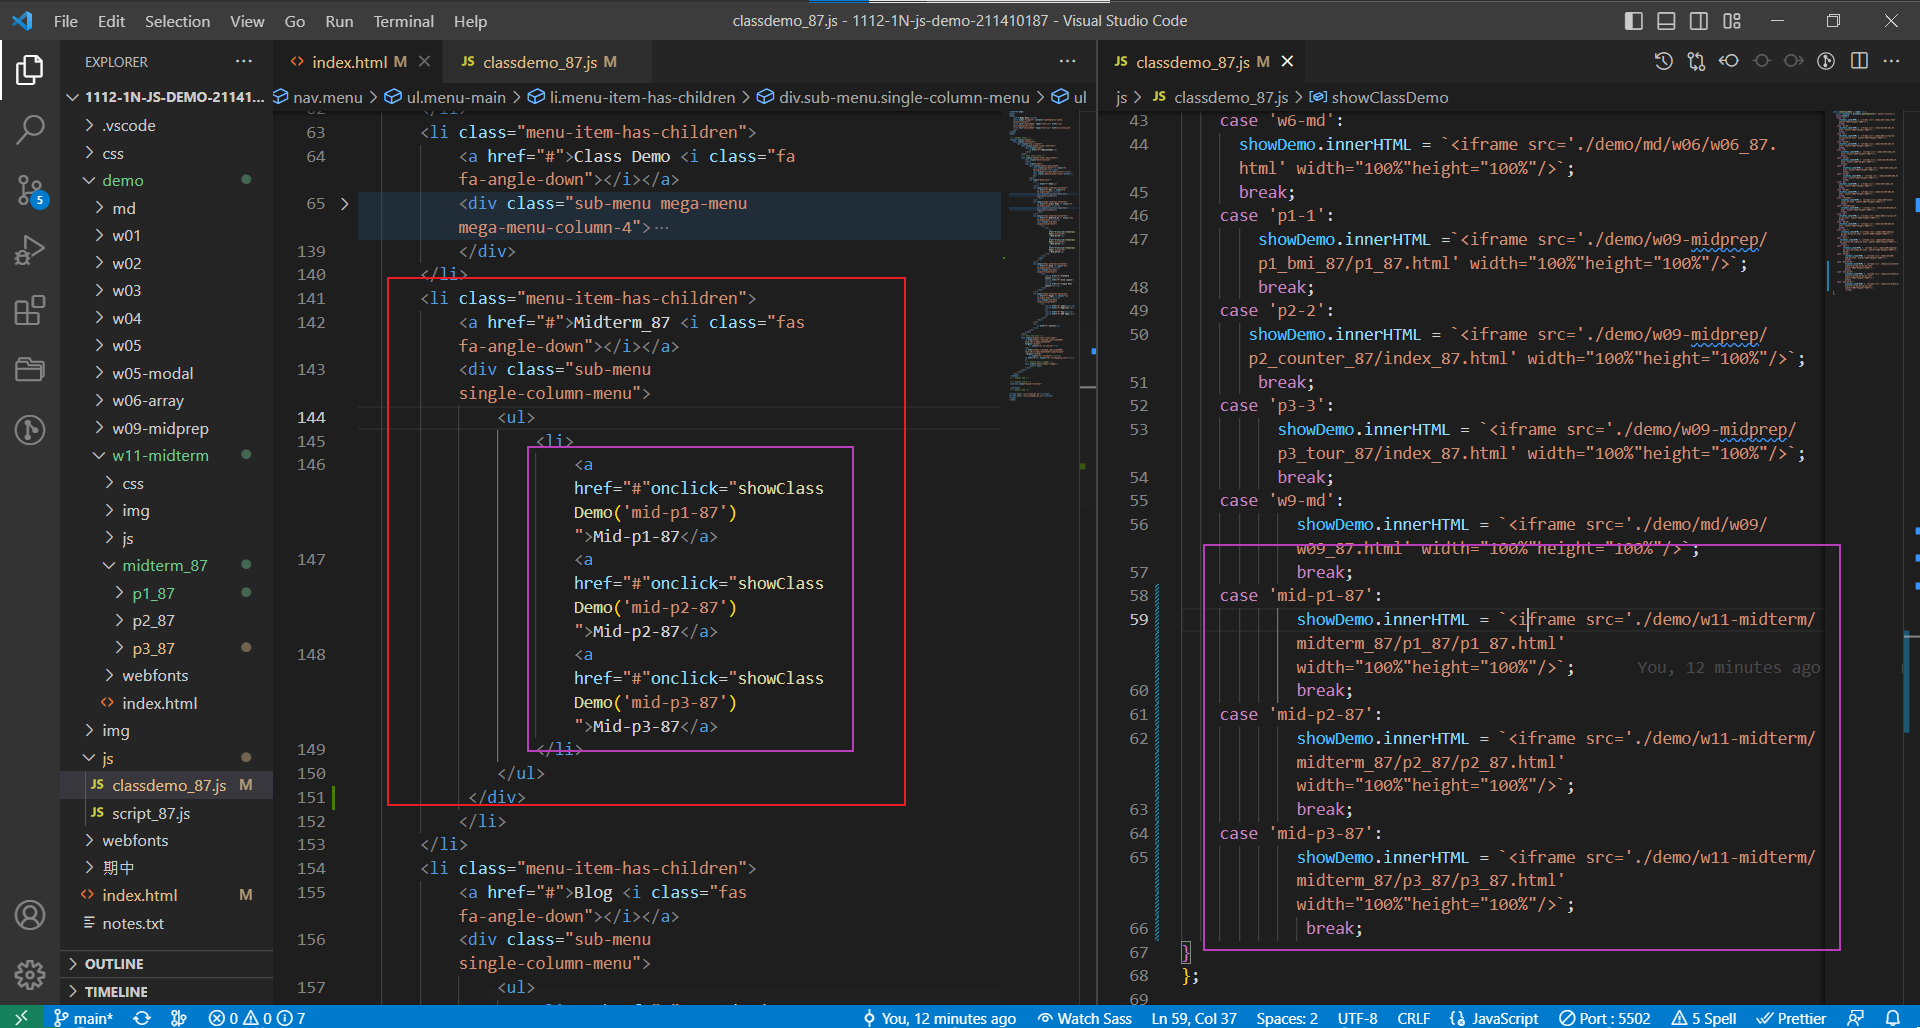 File Edit Selection View Go Run Terminal Help
classdemo_87.js - 1112-1N-js-demo-211410187 - Visual Studio Code
EXPLORER
1112-1N-JS-DEMO-21141...
.vscode
css
demo
md
w01
w02
w03
w04
w05
w05-modal
w06-array
w09-midprep
w11-midterm
css
img
js
midterm_87
p1_87
p2_87
p3_87
webfonts
index.html
img
js
JS classdemo_87.js M
JS script_87.js
webfonts
期中
index.html M
notes.txt
OUTLINE
TIMELINE
5
index.html M
JS classdemo_87.js M
nav.menu > ul.menu-main > li.menu-item-has-children > div.sub-menu.single-column-menu > ul
63 <li class="menu-item-has-children">
64 <a href="#">Class Demo <i class="fa
fa-angle-down"></i></a>
65 <div class="sub-menu mega-menu
mega-menu-column-4">…
139 </div>
140 </li>
141 <li class="menu-item-has-children">
142 <a href="#">Midterm_87 <i class="fas
fa-angle-down"></i></a>
143 <div class="sub-menu
single-column-menu">
144 <ul>
145 <li>
146 <a
href="#"onclick="showClass
Demo('mid-p1-87')
">Mid-p1-87</a>
147 <a
href="#"onclick="showClass
Demo('mid-p2-87')
">Mid-p2-87</a>
148 <a
href="#"onclick="showClass
Demo('mid-p3-87')
">Mid-p3-87</a>
149 </li>
150 </ul>
151 </div>
152 </li>
153 </li>
154 <li class="menu-item-has-children">
155 <a href="#">Blog <i class="fas
fa-angle-down"></i></a>
156 <div class="sub-menu
single-column-menu">
157 <ul>
JS classdemo_87.js M
js > JS classdemo_87.js > showClassDemo
43 case 'w6-md':
44 showDemo.innerHTML = `<iframe src='./demo/md/w06/w06_87.
html' width="100%"height="100%"/>`;
45 break;
46 case 'p1-1':
47 showDemo.innerHTML =`<iframe src='./demo/w09-midprep/
p1_bmi_87/p1_87.html' width="100%"height="100%"/>`;
48 break;
49 case 'p2-2':
50 showDemo.innerHTML = `<iframe src='./demo/w09-midprep/
p2_counter_87/index_87.html' width="100%"height="100%"/>`;
51 break;
52 case 'p3-3':
53 showDemo.innerHTML = `<iframe src='./demo/w09-midprep/
p3_tour_87/index_87.html' width="100%"height="100%"/>`;
54 break;
55 case 'w9-md':
56 showDemo.innerHTML = `<iframe src='./demo/md/w09/
w09_87.html' width="100%"height="100%"/>`;
57 break;
58 case 'mid-p1-87':
59 showDemo.innerHTML = `<iframe src='./demo/w11-midterm/
midterm_87/p1_87/p1_87.html'
width="100%"height="100%"/>`; You, 12 minutes ago
60 break;
61 case 'mid-p2-87':
62 showDemo.innerHTML = `<iframe src='./demo/w11-midterm/
midterm_87/p2_87/p2_87.html'
width="100%"height="100%"/>`;
63 break;
64 case 'mid-p3-87':
65 showDemo.innerHTML = `<iframe src='./demo/w11-midterm/
midterm_87/p3_87/p3_87.html'
width="100%"height="100%"/>`;
66 break;
67 }
68 };
69
main* 0 0 7 You, 12 minutes ago Watch Sass Ln 59, Col 37 Spaces: 2 UTF-8 CRLF JavaScript Port : 5502 5 Spell Prettier